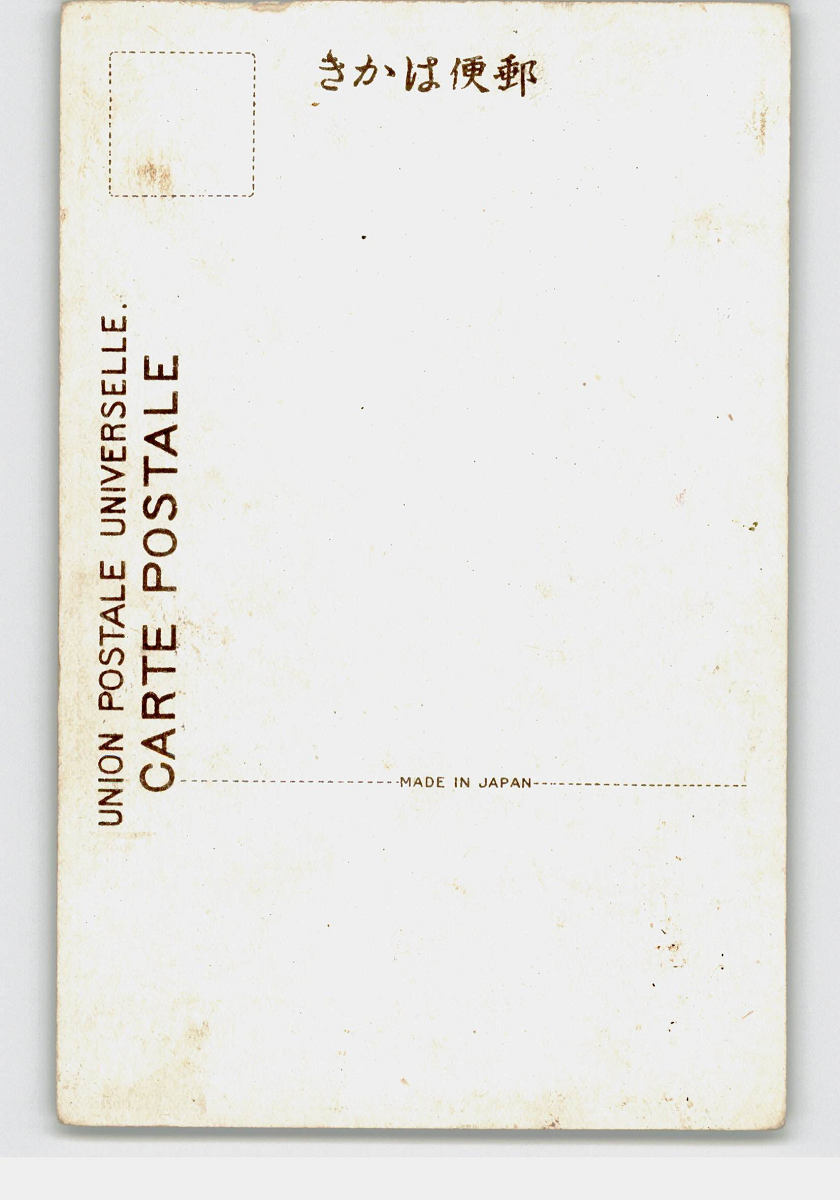 きかは便郵
UNION POSTALE UNIVERSELLE.
CARTE POSTALE
MADE IN JAPAN